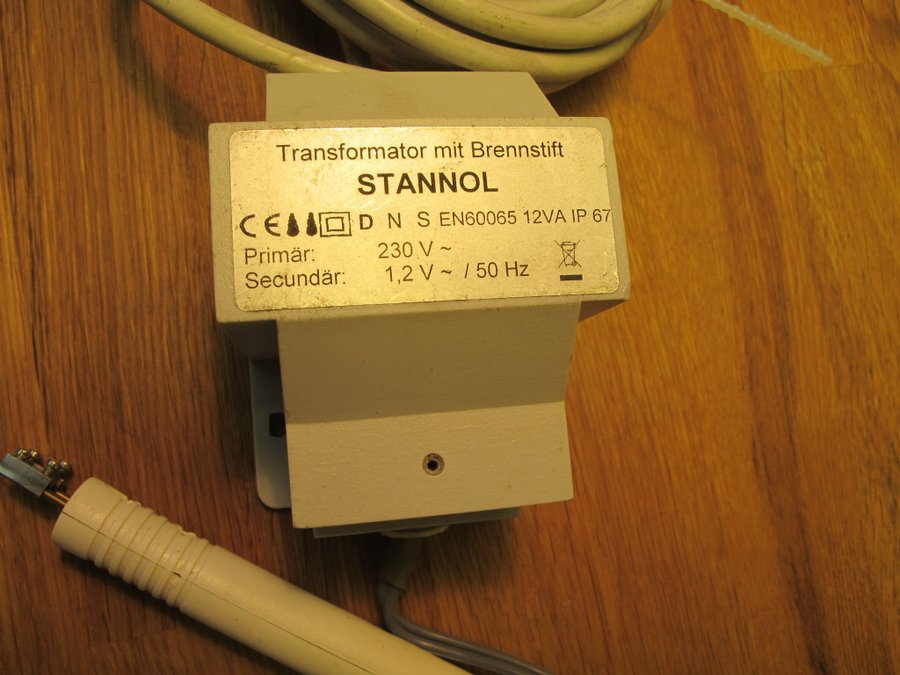 Transformator mit Brennstift
STANNOL
CE D N S EN60065 12VA IP 67
Primär: 230 V ~
Secundär: 1,2 V ~ / 50 Hz